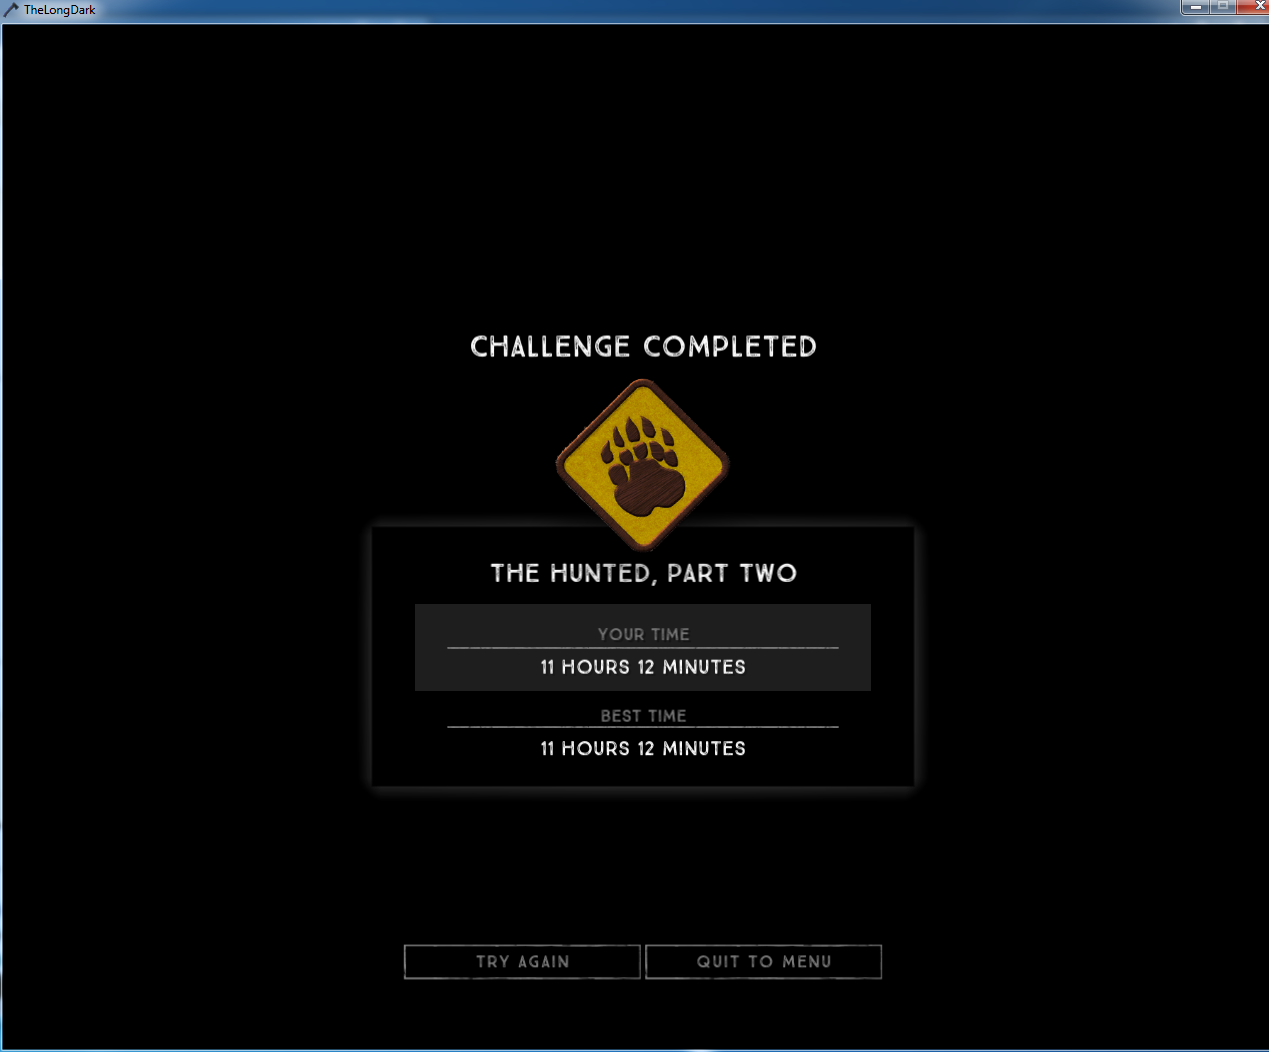 TheLongDark
CHALLENGE COMPLETED
THE HUNTED, PART TWO
YOUR TIME
11 HOURS 12 MINUTES
BEST TIME
11 HOURS 12 MINUTES
TRY AGAIN
QUIT TO MENU